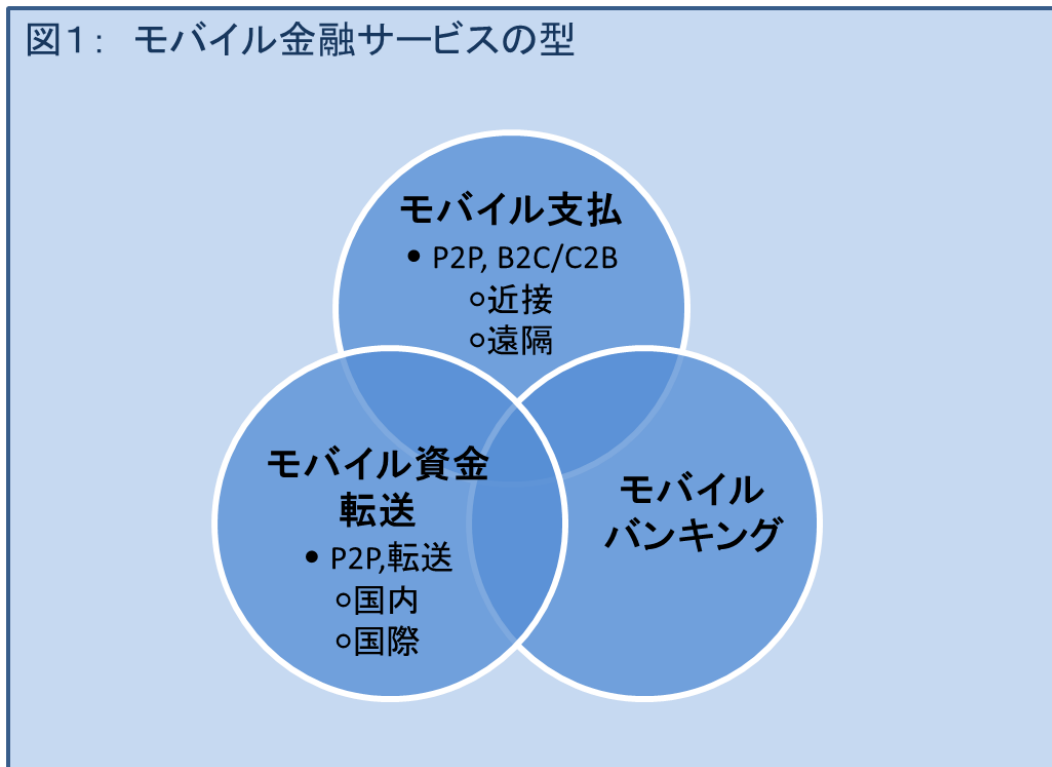 図１： モバイル金融サービスの型
モバイル支払
• P2P, B2C/C2B
○近接
○遠隔
モバイル資金
転送
• P2P,転送
○国内
○国際
モバイル
バンキング